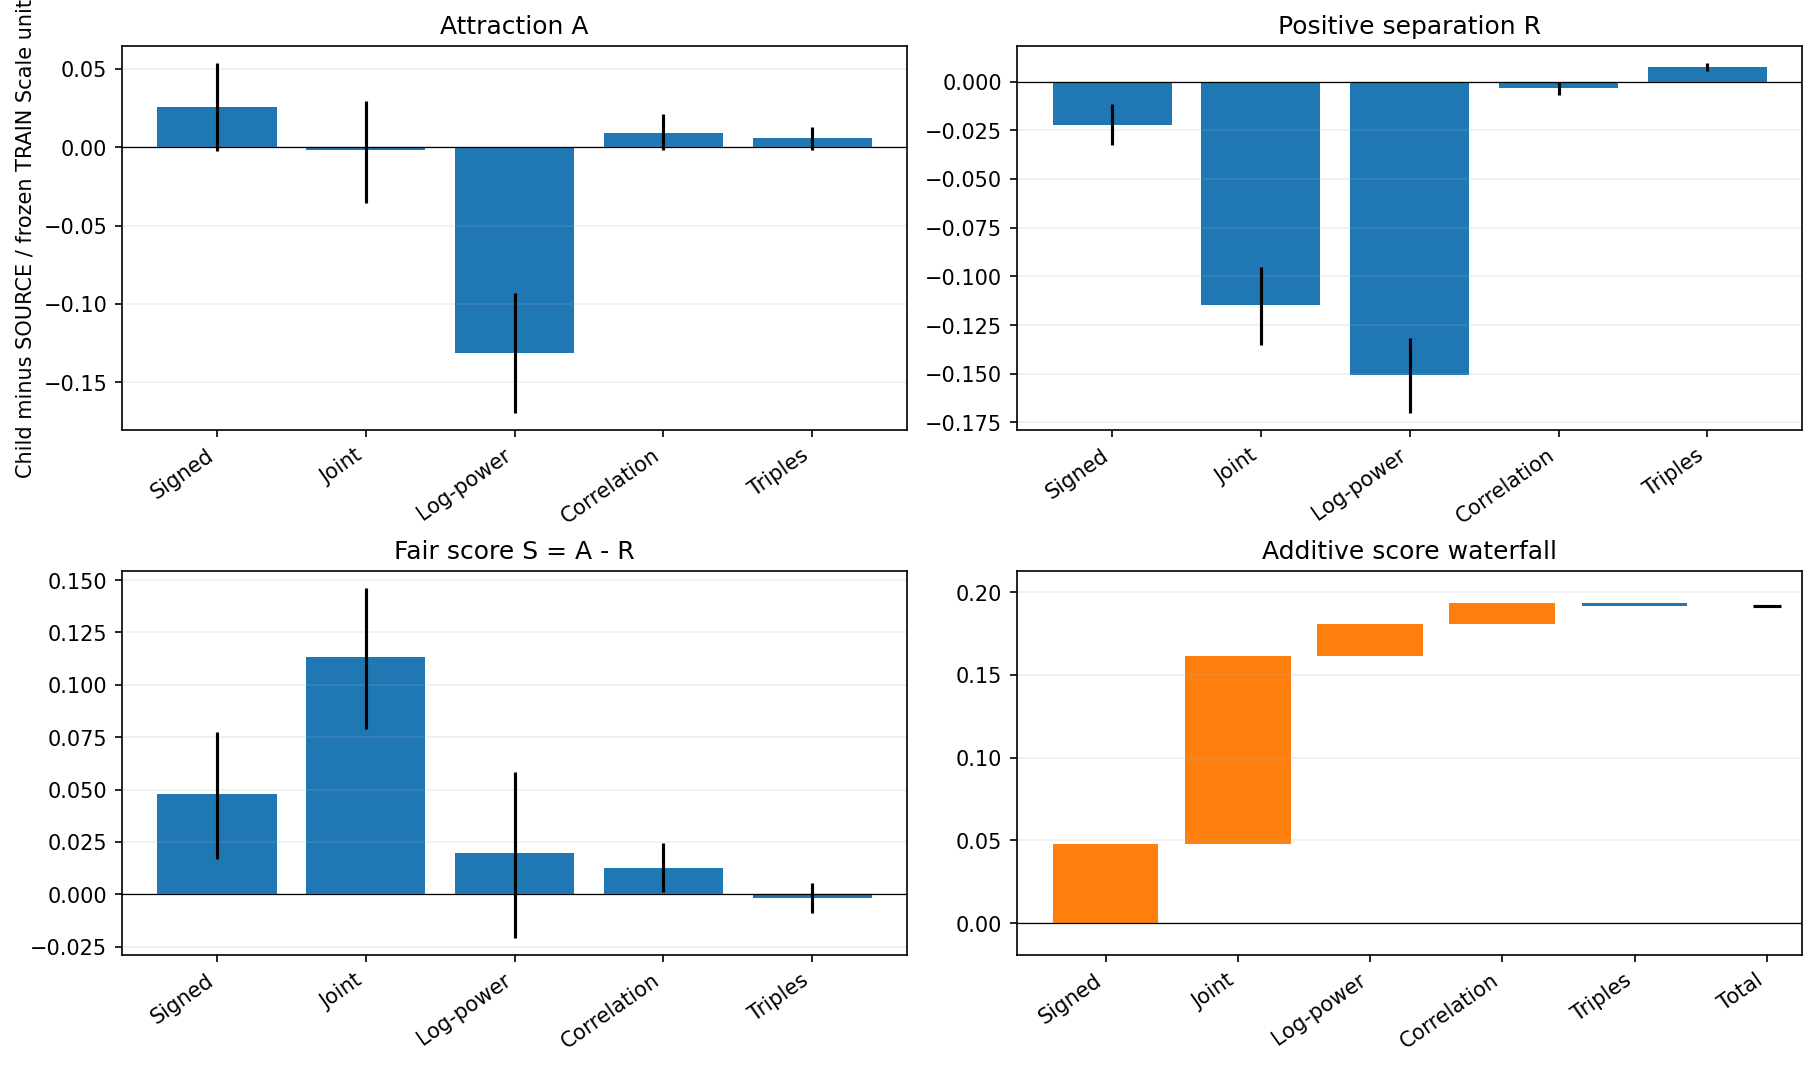 Attraction A
Child minus SOURCE / frozen TRAIN Scale unit
0.05
0.00
−0.05
−0.10
−0.15
Signed
Joint
Log-power
Correlation
Triples
Positive separation R
0.000
−0.025
−0.050
−0.075
−0.100
−0.125
−0.150
−0.175
Signed
Joint
Log-power
Correlation
Triples
Fair score S = A - R
0.150
0.125
0.100
0.075
0.050
0.025
0.000
−0.025
Signed
Joint
Log-power
Correlation
Triples
Additive score waterfall
0.20
0.15
0.10
0.05
0.00
Signed
Joint
Log-power
Correlation
Triples
Total